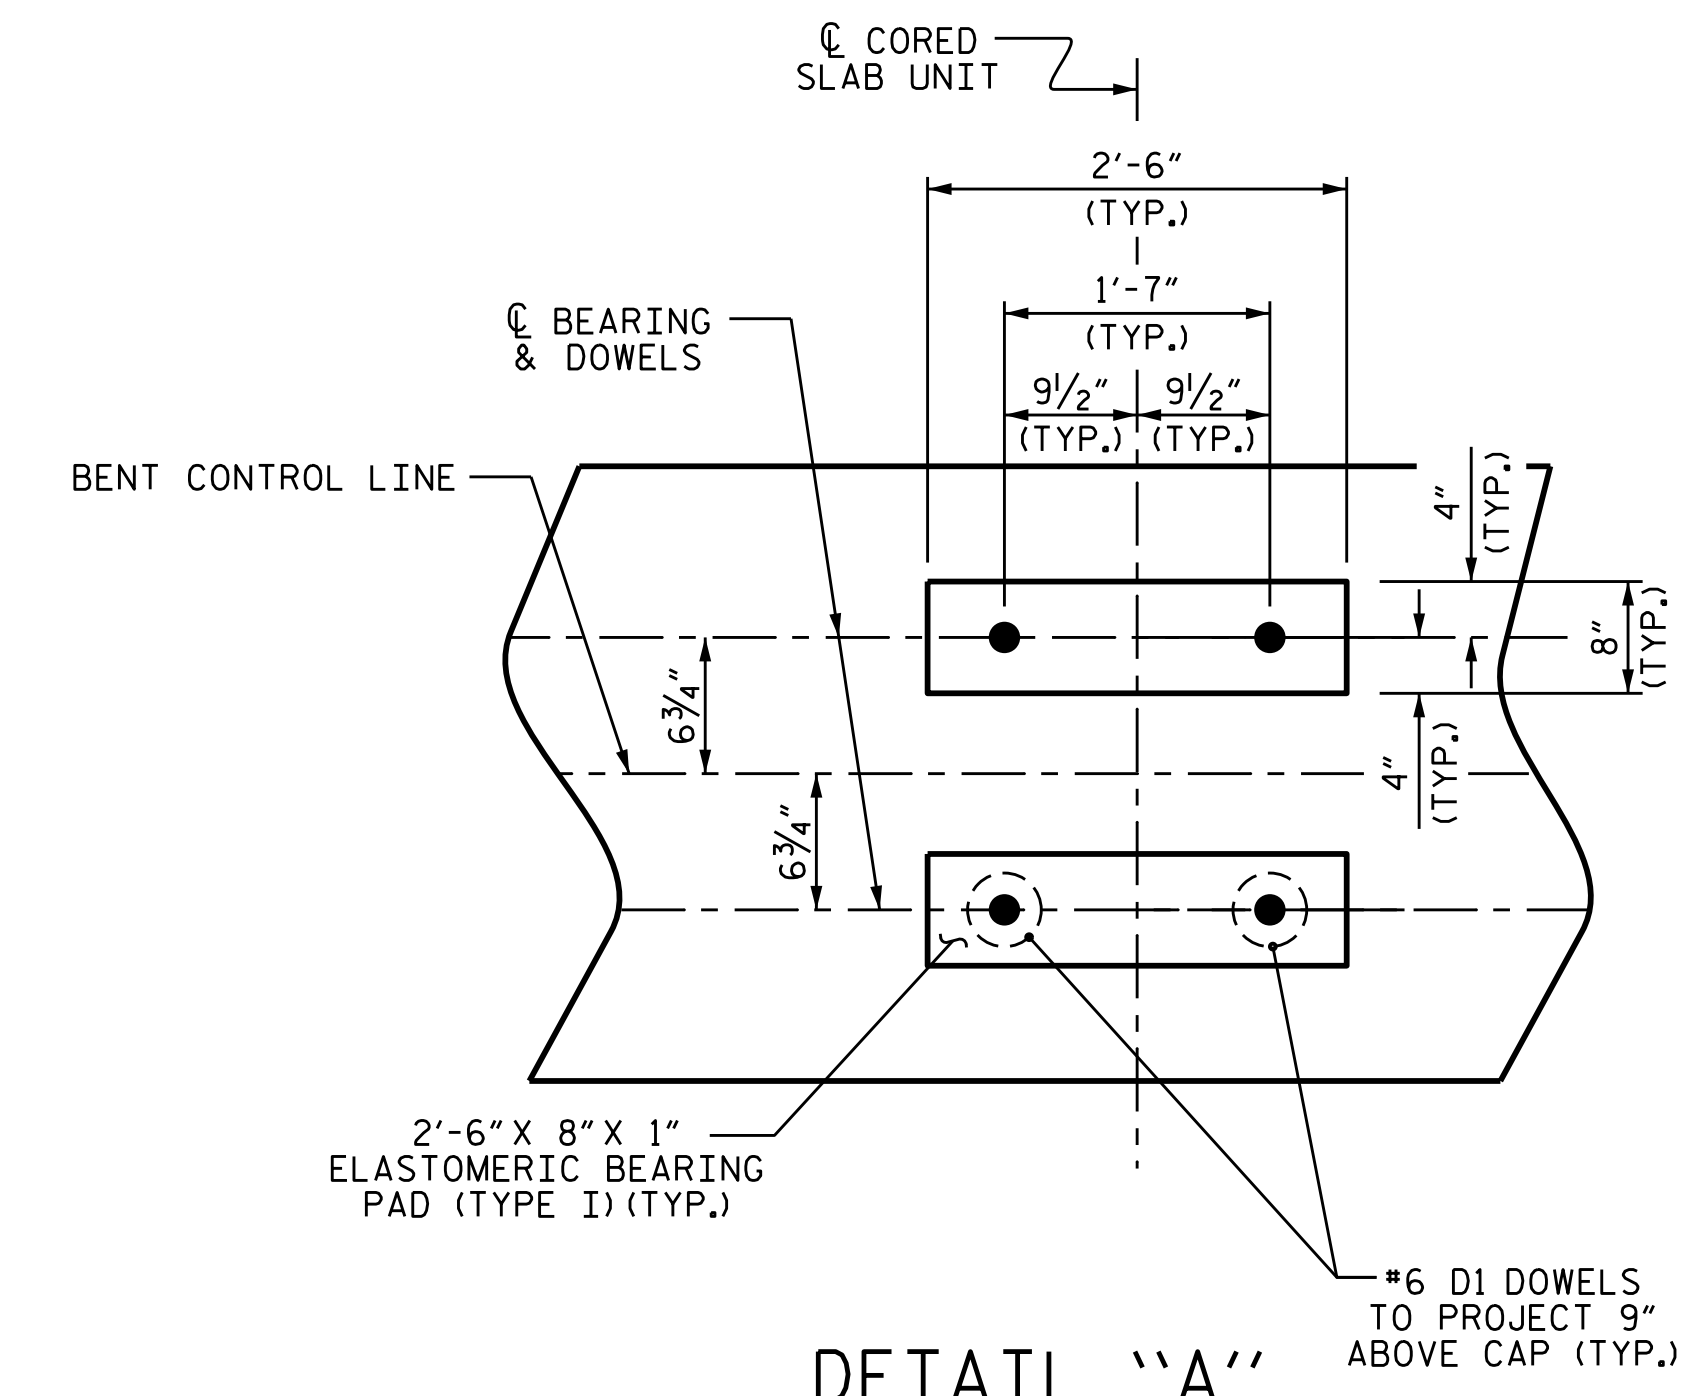 ℄ CORED
SLAB UNIT
2'-6"
(TYP.)
1'-7"
(TYP.)
℄ BEARING
& DOWELS
9½" 9½"
(TYP.) (TYP.)
BENT CONTROL LINE
4"
(TYP.)
8"
(TYP.)
6¾"
4"
(TYP.)
6¾"
2'-6" X 8" X 1"
ELASTOMERIC BEARING
PAD (TYPE I) (TYP.)
#6 D1 DOWELS
TO PROJECT 9"
ABOVE CAP (TYP.)
DETAIL "A"